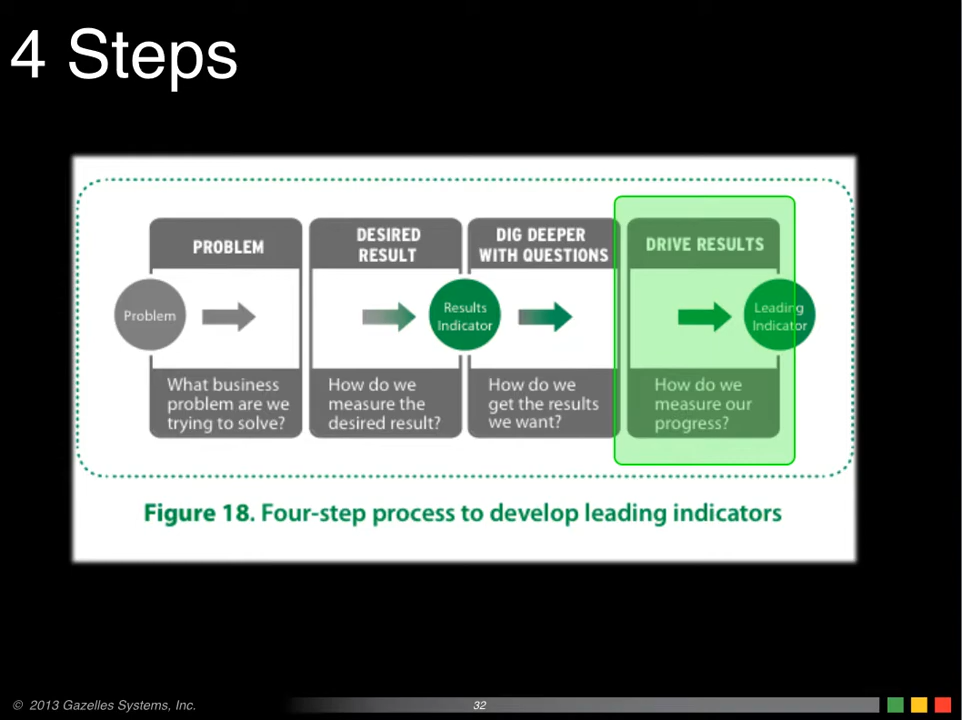 4 Steps
PROBLEM
DESIRED
RESULT
DIG DEEPER
WITH QUESTIONS
DRIVE RESULTS
Problem
Results
Indicator
Leading
Indicator
What business
problem are we
trying to solve?
How do we
measure the
desired result?
How do we
get the results
we want?
How do we
measure our
progress?
Figure 18. Four-step process to develop leading indicators
© 2013 Gazelles Systems, Inc.
32